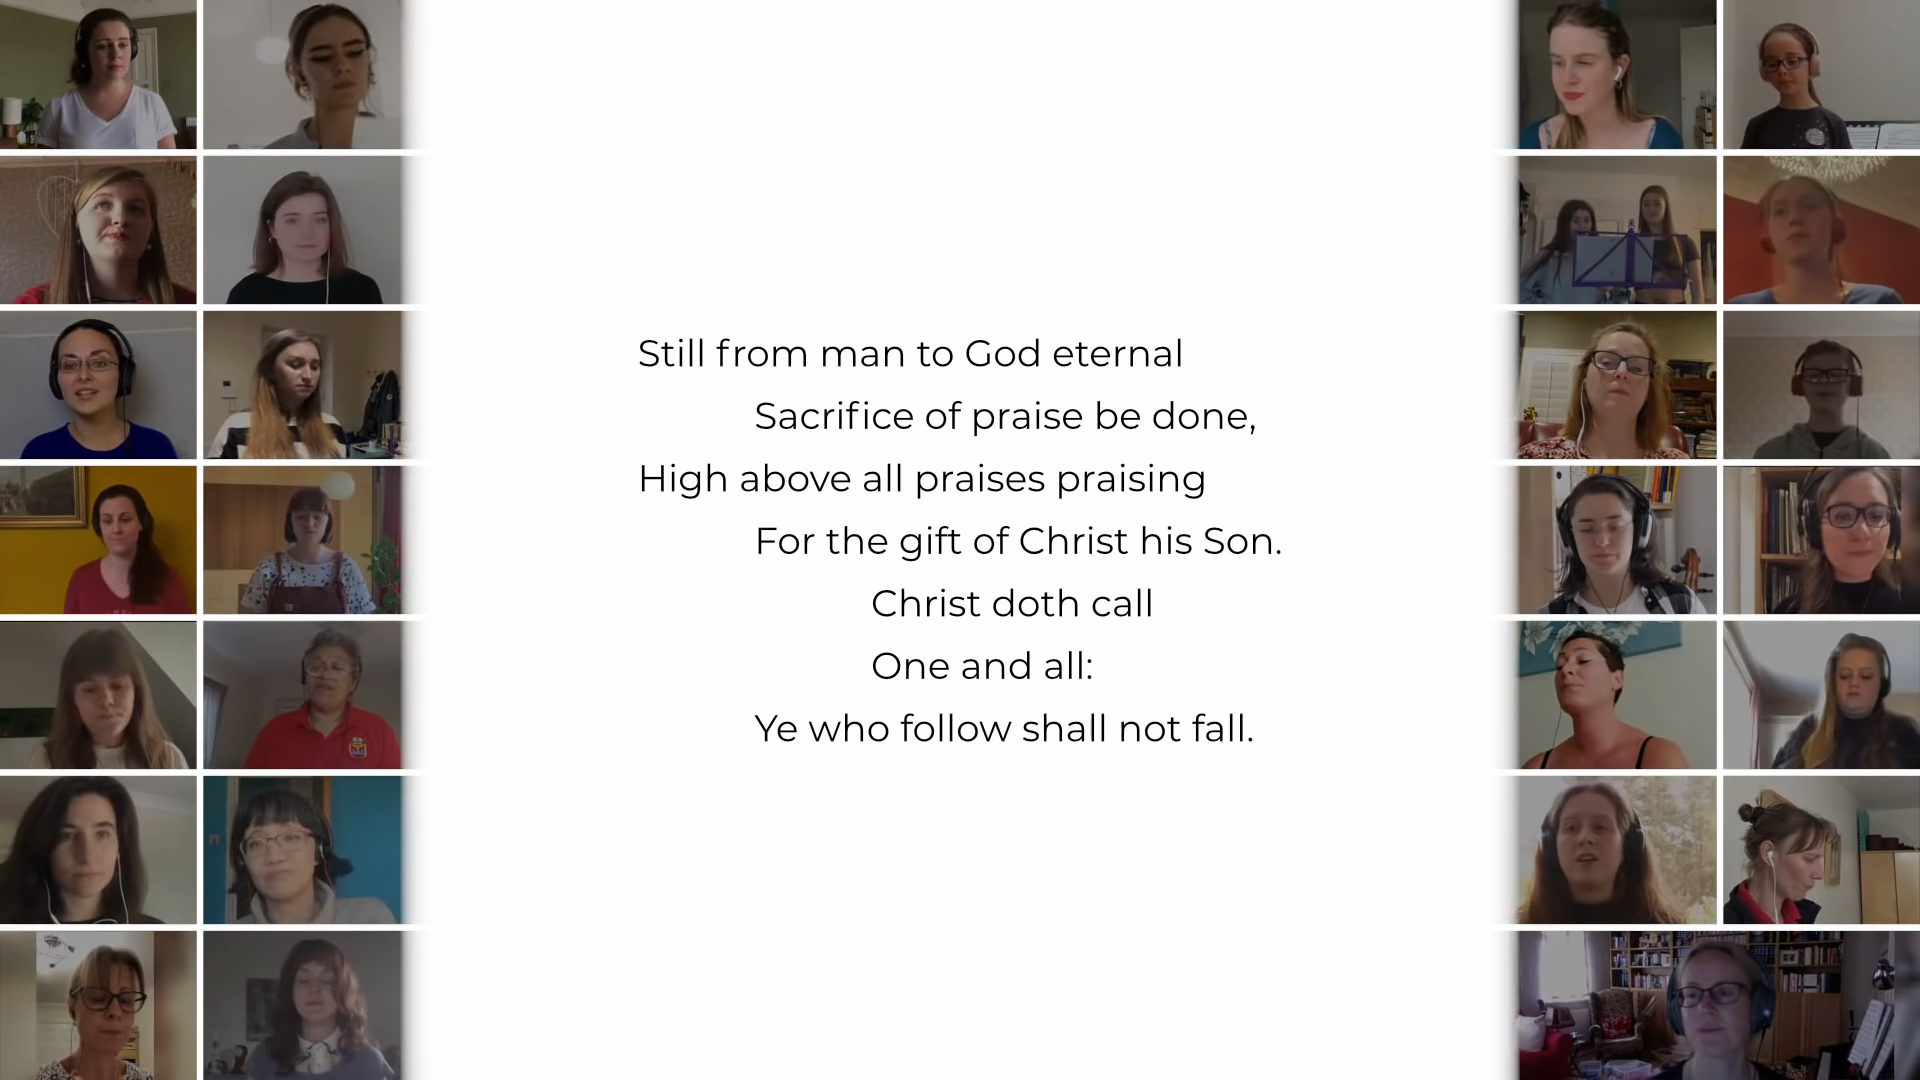 Still from man to God eternal
Sacrifice of praise be done,
High above all praises praising
For the gift of Christ his Son.
Christ doth call
One and all:
Ye who follow shall not fall.